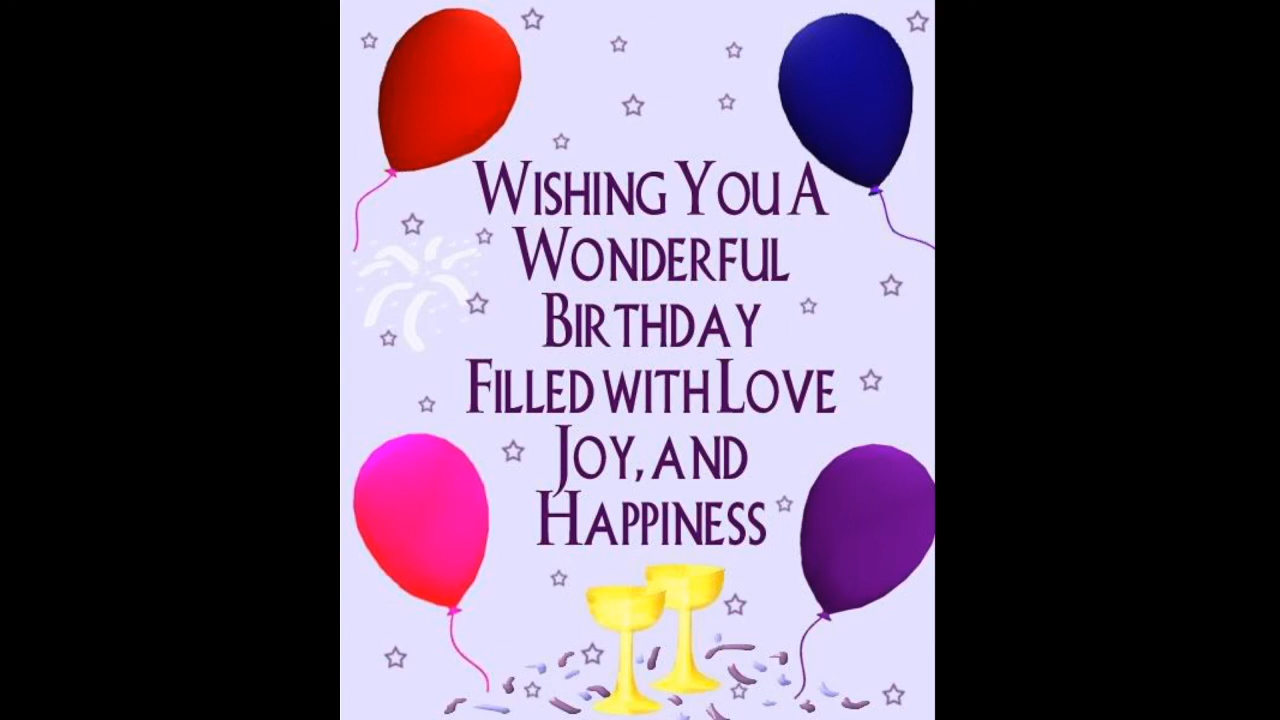 Wishing You A
Wonderful
Birthday
Filled with Love
Joy, and
Happiness